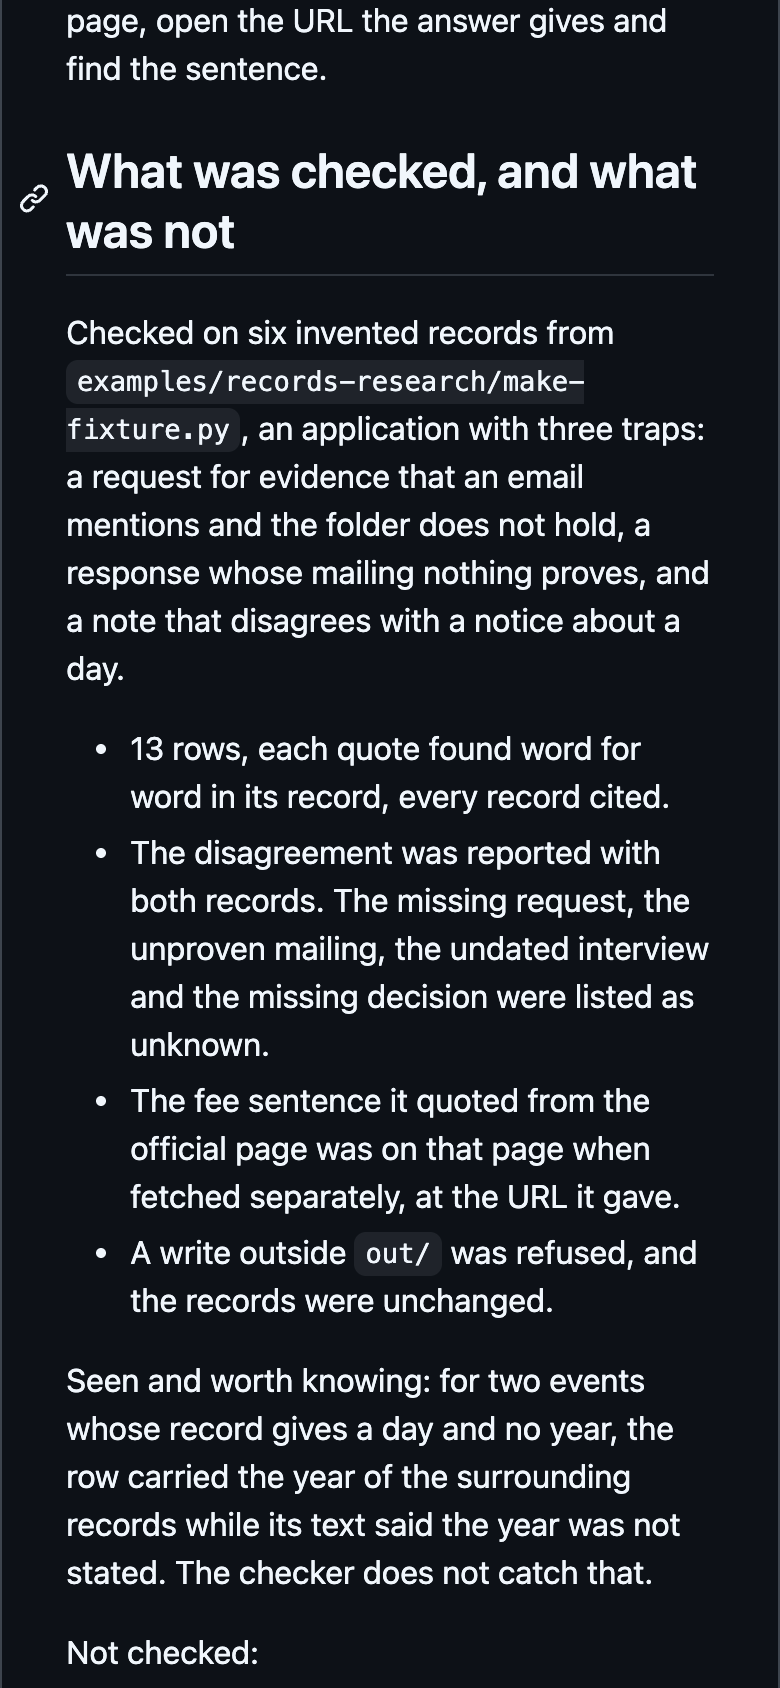 page, open the URL the answer gives and
find the sentence.
What was checked, and what
was not
Checked on six invented records from
examples/records-research/make-
fixture.py, an application with three traps:
a request for evidence that an email
mentions and the folder does not hold, a
response whose mailing nothing proves, and
a note that disagrees with a notice about a
day.
• 13 rows, each quote found word for
word in its record, every record cited.
• The disagreement was reported with
both records. The missing request, the
unproven mailing, the undated interview
and the missing decision were listed as
unknown.
• The fee sentence it quoted from the
official page was on that page when
fetched separately, at the URL it gave.
• A write outside out/ was refused, and
the records were unchanged.
Seen and worth knowing: for two events
whose record gives a day and no year, the
row carried the year of the surrounding
records while its text said the year was not
stated. The checker does not catch that.
Not checked: